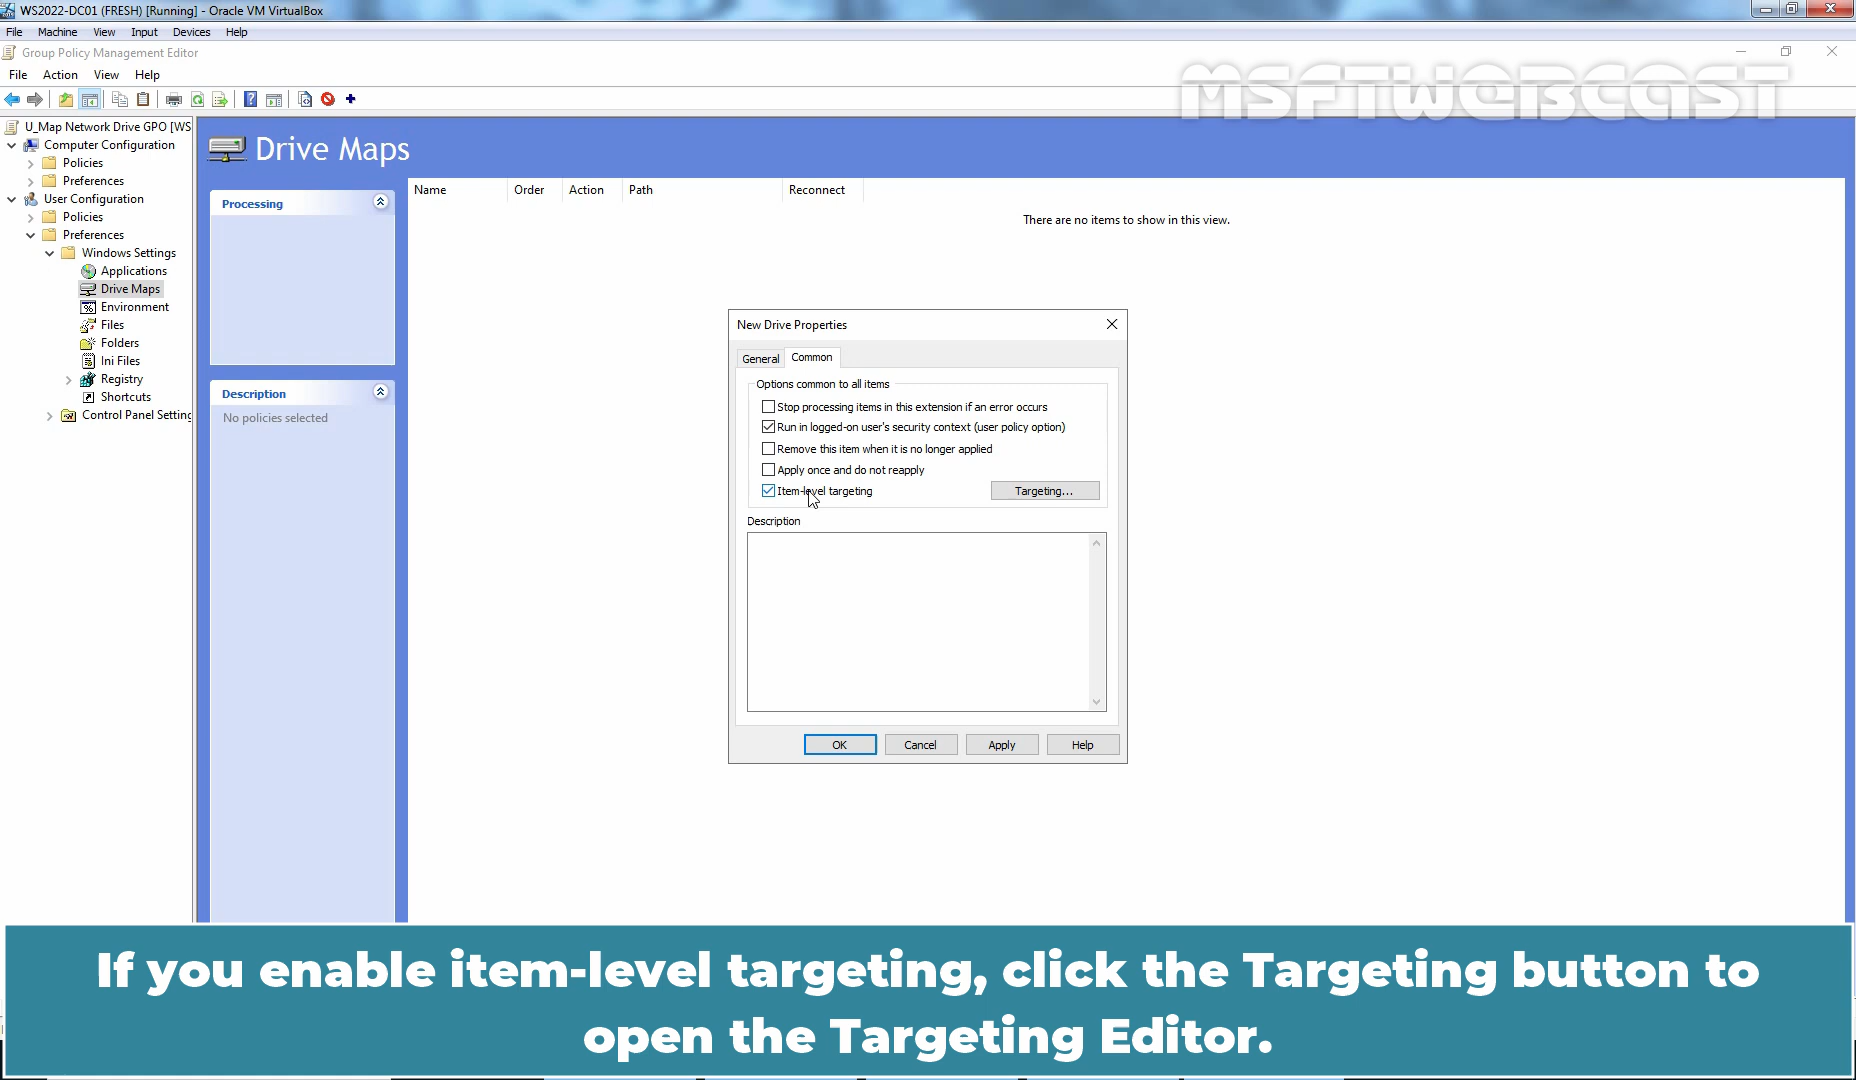 WS2022-DC01 (FRESH) [Running] - Oracle VM VirtualBox
File Machine View Input Devices Help
Group Policy Management Editor
File Action View Help
MSFTWEBCAST
U_Map Network Drive GPO [WS
Computer Configuration
Policies
Preferences
User Configuration
Policies
Preferences
Windows Settings
Applications
Drive Maps
Environment
Files
Folders
Ini Files
Registry
Shortcuts
Control Panel Setting
Drive Maps
Processing
Description
No policies selected
Name Order Action Path Reconnect
There are no items to show in this view.
New Drive Properties
General Common
Options common to all items
Stop processing items in this extension if an error occurs
Run in logged-on user's security context (user policy option)
Remove this item when it is no longer applied
Apply once and do not reapply
Item-level targeting Targeting...
Description
OK Cancel Apply Help
If you enable item-level targeting, click the Targeting button to
open the Targeting Editor.